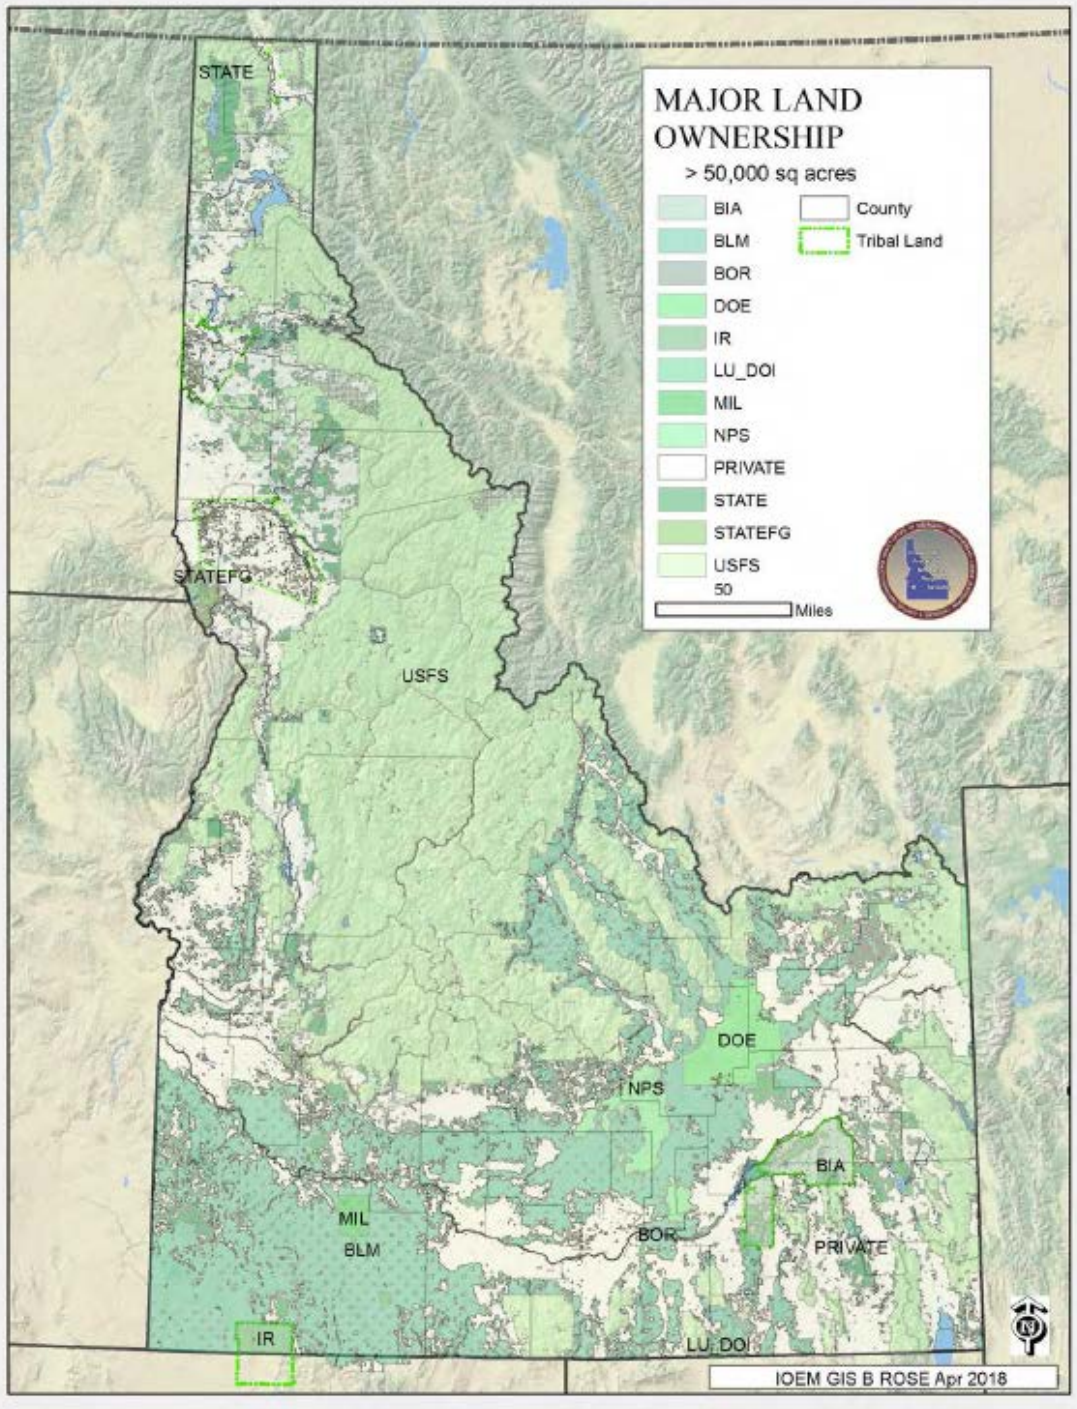 MAJOR LAND
OWNERSHIP
> 50,000 sq acres
BIA
BLM
BOR
DOE
IR
LU_DOI
MIL
NPS
PRIVATE
STATE
STATEFG
USFS
County
Tribal Land
50
Miles
STATE
STATEFG
USFS
DOE
NPS
BIA
MIL
BLM
BOR
PRIVATE
IR
LU_DOI
N
IOEM GIS B ROSE Apr 2018